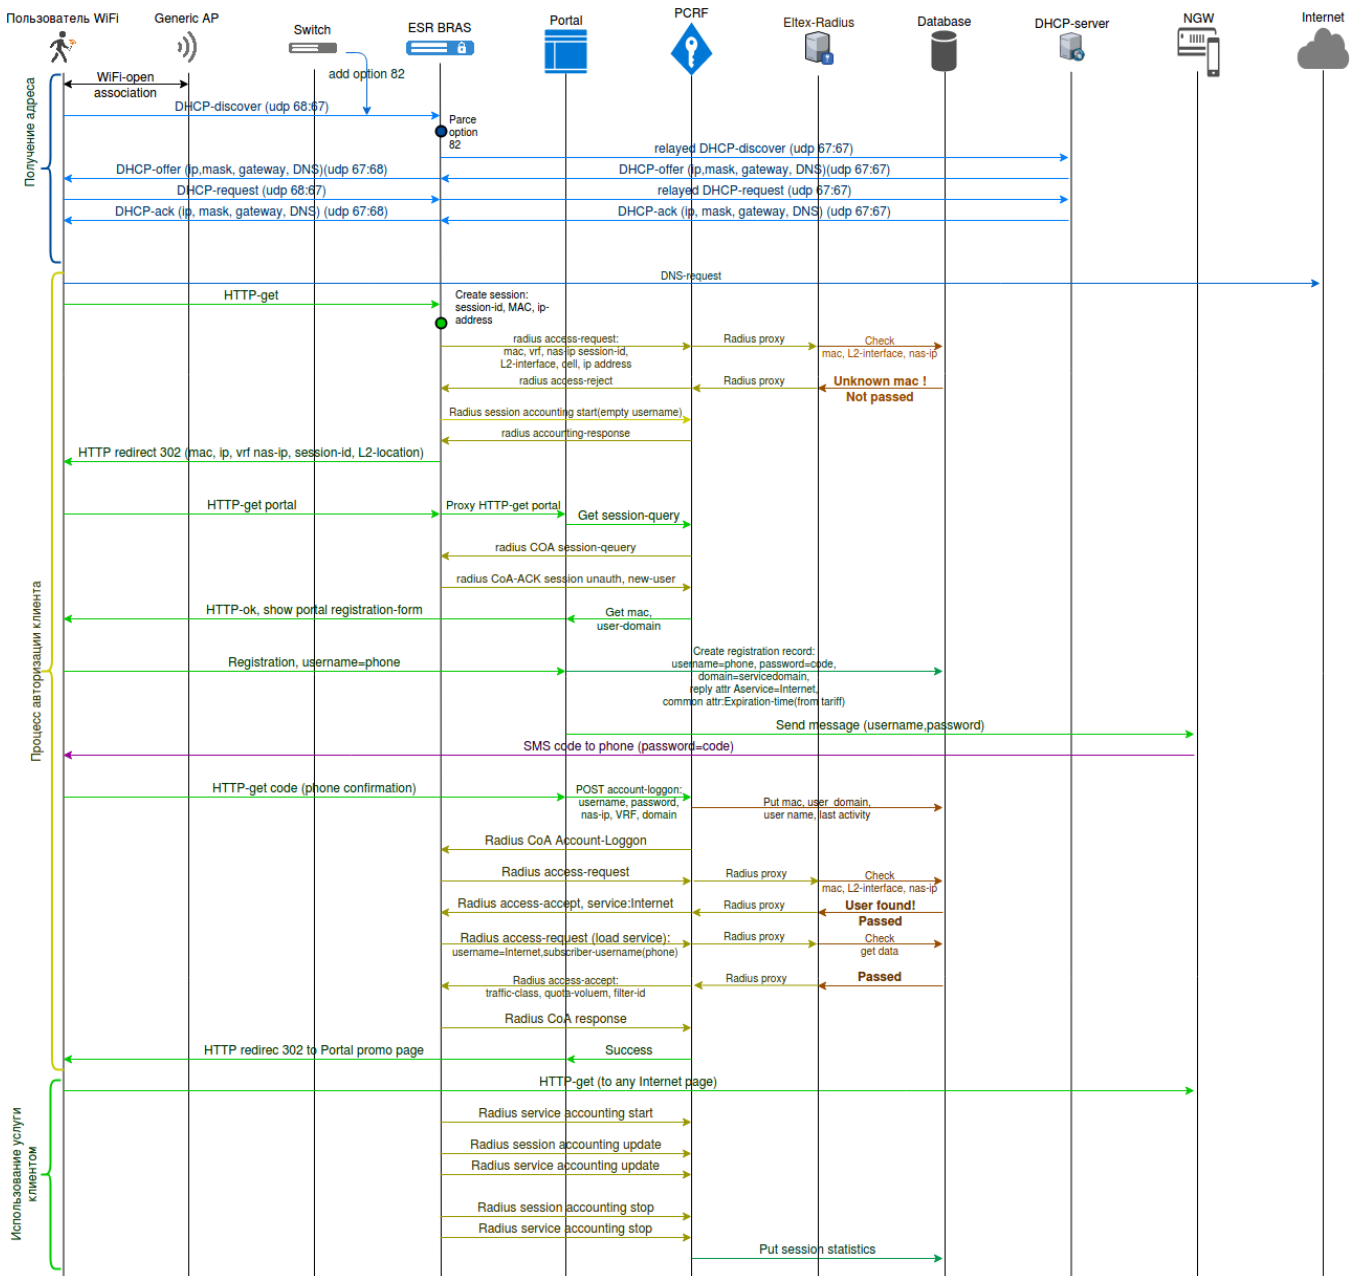 Пользователь WiFi
Generic AP
Switch
ESR BRAS
Portal
PCRF
Eltex-Radius
Database
DHCP-server
NGW
Internet
Получение адреса
WiFi-open
association
add option 82
DHCP-discover (udp 68:67)
Parce
option
82
relayed DHCP-discover (udp 67:67)
DHCP-offer (ip,mask, gateway, DNS)(udp 67:68)
DHCP-offer (ip,mask, gateway, DNS)(udp 67:67)
DHCP-request (udp 68:67)
relayed DHCP-request (udp 67:67)
DHCP-ack (ip, mask, gateway, DNS) (udp 67:68)
DHCP-ack (ip, mask, gateway, DNS) (udp 67:67)
Процесс авторизации клиента
DNS-request
HTTP-get
Create session:
session-id, MAC, ip-
address
radius access-request:
mac, vrf, nas-ip session-id,
L2-interface, dell, ip address
Radius proxy
Check
mac, L2-interface, nas-ip
radius access-reject
Radius proxy
Unknown mac !
Not passed
Radius session accounting start(empty username)
radius accounting-response
HTTP redirect 302 (mac, ip, vrf nas-ip, session-id, L2-location)
HTTP-get portal
Proxy HTTP-get portal
Get session-query
radius COA session-qeuery
radius CoA-ACK session unauth, new-user
HTTP-ok, show portal registration-form
Get mac,
user-domain
Registration, username=phone
Create registration record:
username=phone, password=code,
domain=servicedomain,
reply attr Aservice=Internet,
common attr:Expiration-time(from tariff)
Send message (username,password)
SMS code to phone (password=code)
HTTP-get code (phone confirmation)
POST account-loggon:
username, password,
nas-ip, VRF, domain
Put mac, user_domain,
user name, last activity
Radius CoA Account-Loggon
Radius access-request
Radius proxy
Check
mac, L2-interface, nas-ip
Radius access-accept, service:Internet
Radius proxy
User found!
Passed
Radius access-request (load service):
username=Internet,subscriber-username(phone)
Radius proxy
Check
get data
Radius access-accept:
traffic-class, quota-voluem, filter-id
Radius proxy
Passed
Radius CoA response
HTTP redirec 302 to Portal promo page
Success
Использование услуги
клиентом
HTTP-get (to any Internet page)
Radius service accounting start
Radius session accounting update
Radius service accounting update
Radius session accounting stop
Radius service accounting stop
Put session statistics